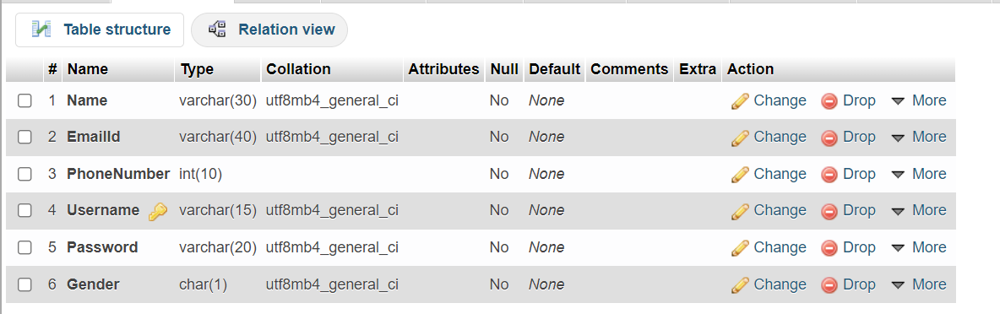 Table structure Relation view
# Name Type Collation Attributes Null Default Comments Extra Action
1 Name varchar(30) utf8mb4_general_ci No None Change Drop More
2 EmailId varchar(40) utf8mb4_general_ci No None Change Drop More
3 PhoneNumber int(10) No None Change Drop More
4 Username varchar(15) utf8mb4_general_ci No None Change Drop More
5 Password varchar(20) utf8mb4_general_ci No None Change Drop More
6 Gender char(1) utf8mb4_general_ci No None Change Drop More